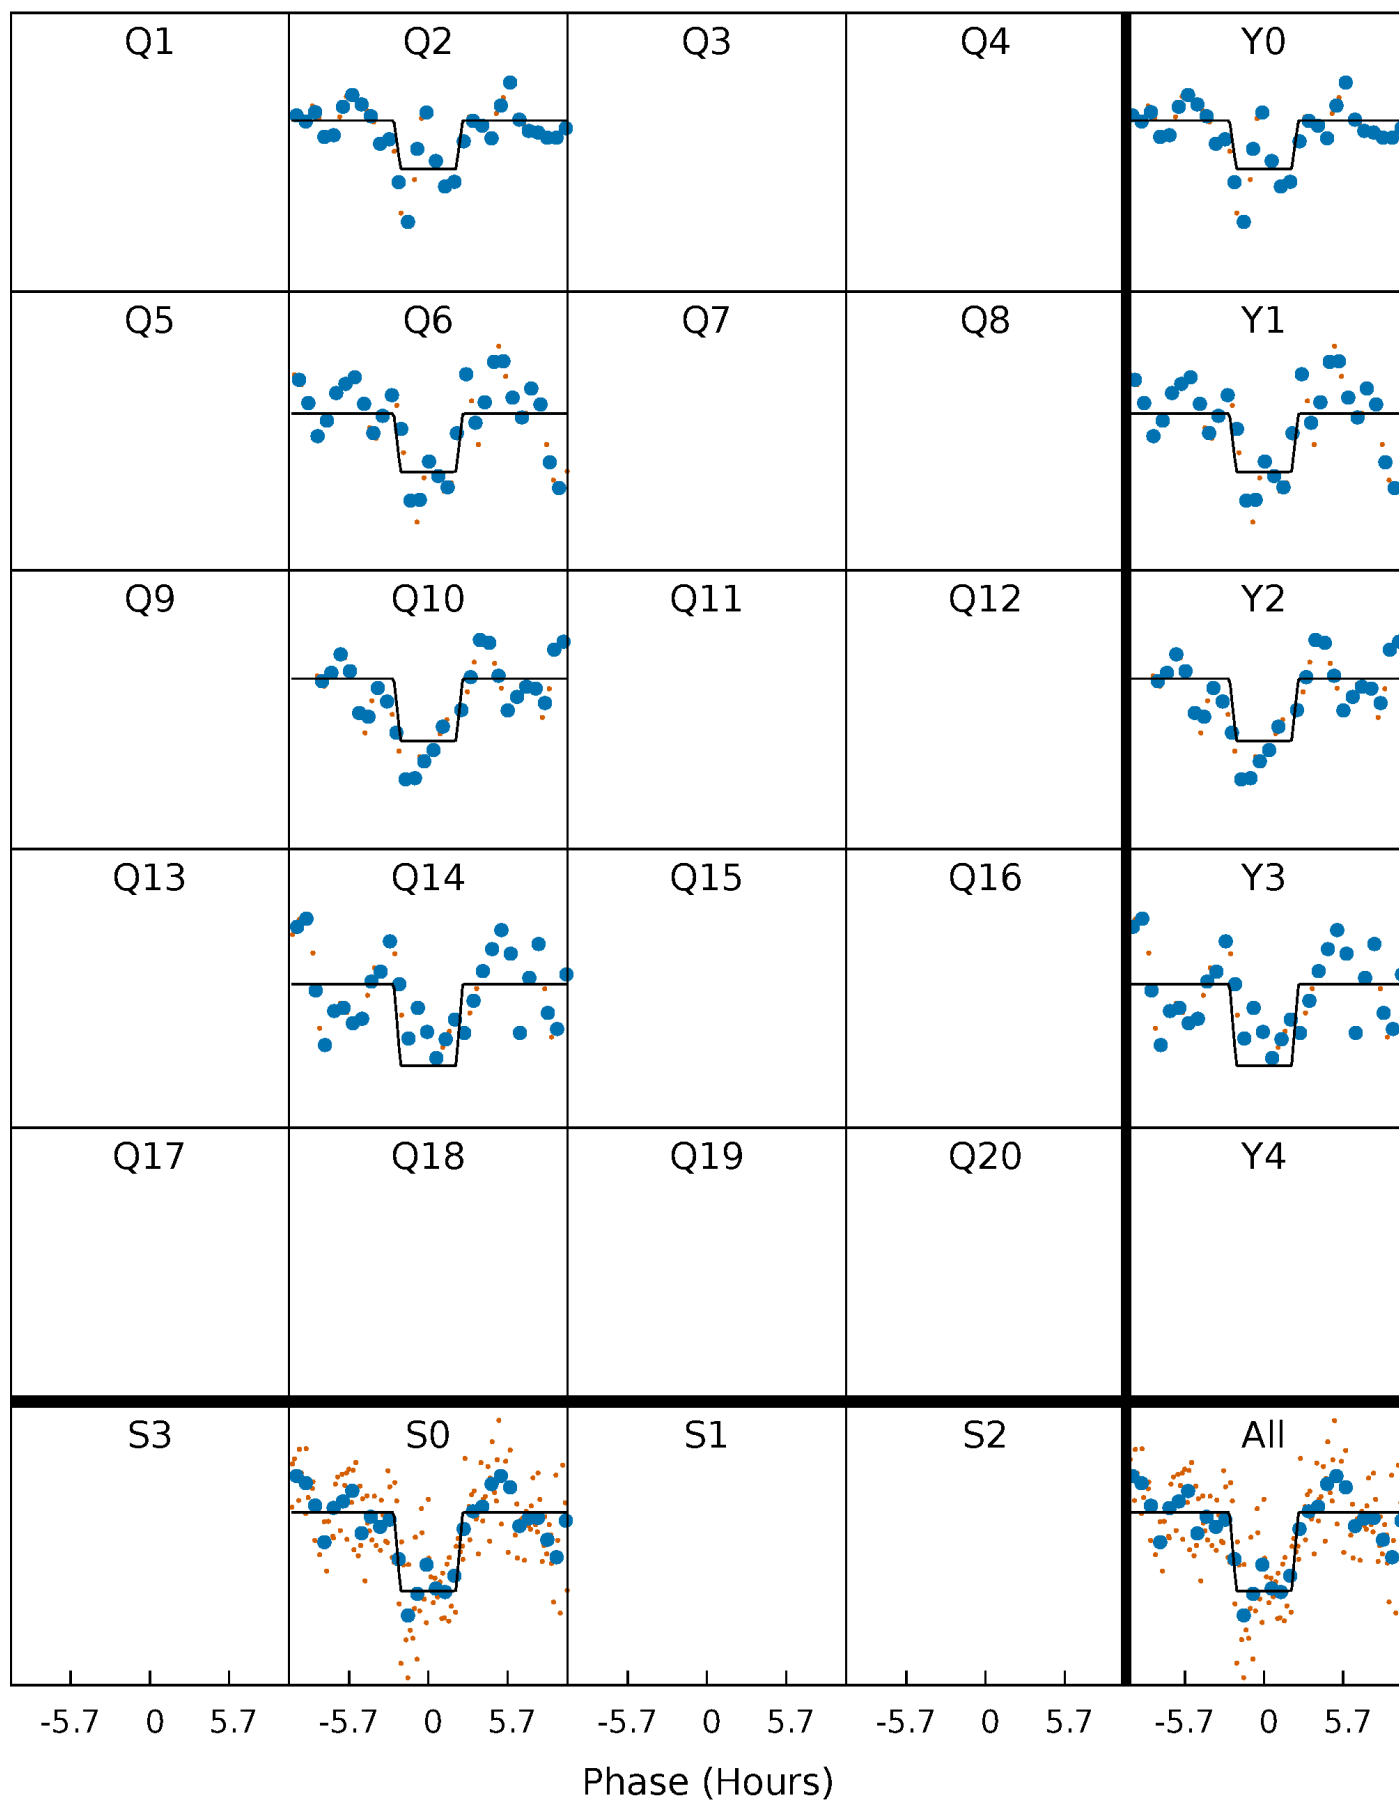 Q1 Q2 Q3 Q4 Y0
Q5 Q6 Q7 Q8 Y1
Q9 Q10 Q11 Q12 Y2
Q13 Q14 Q15 Q16 Y3
Q17 Q18 Q19 Q20 Y4
S3 S0 S1 S2 All
-5.7 0 5.7 -5.7 0 5.7 -5.7 0 5.7 -5.7 0 5.7 -5.7 0 5.7
Phase (Hours)